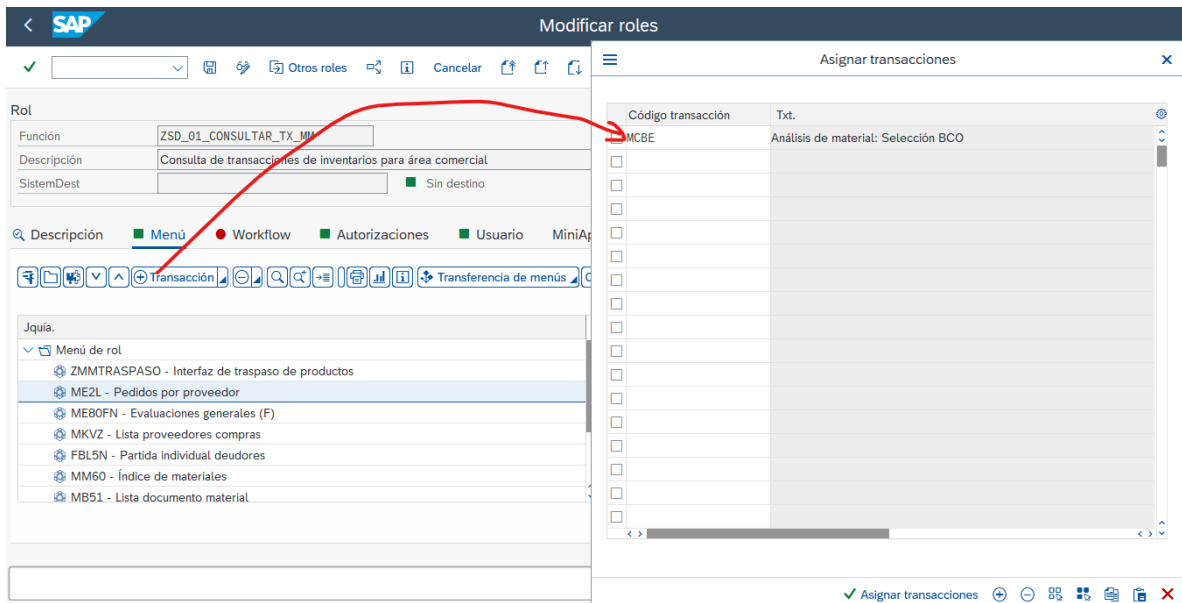 SAP
Modificar roles
Otros roles
Cancelar
Asignar transacciones
Rol
Función ZSD_01_CONSULTAR_TX_MM
Descripción Consulta de transacciones de inventarios para área comercial
SistemDest Sin destino
Descripción Menú Workflow Autorizaciones Usuario MiniAp
Transacción Transferencia de menús
Jquía.
Menú de rol
ZMMTRASPASO - Interfaz de traspaso de productos
ME2L - Pedidos por proveedor
ME80FN - Evaluaciones generales (F)
MKVZ - Lista proveedores compras
FBL5N - Partida individual deudores
MM60 - Índice de materiales
MB51 - Lista documento material
Código transacción Txt.
MCBE Análisis de material: Selección BCO
Asignar transacciones